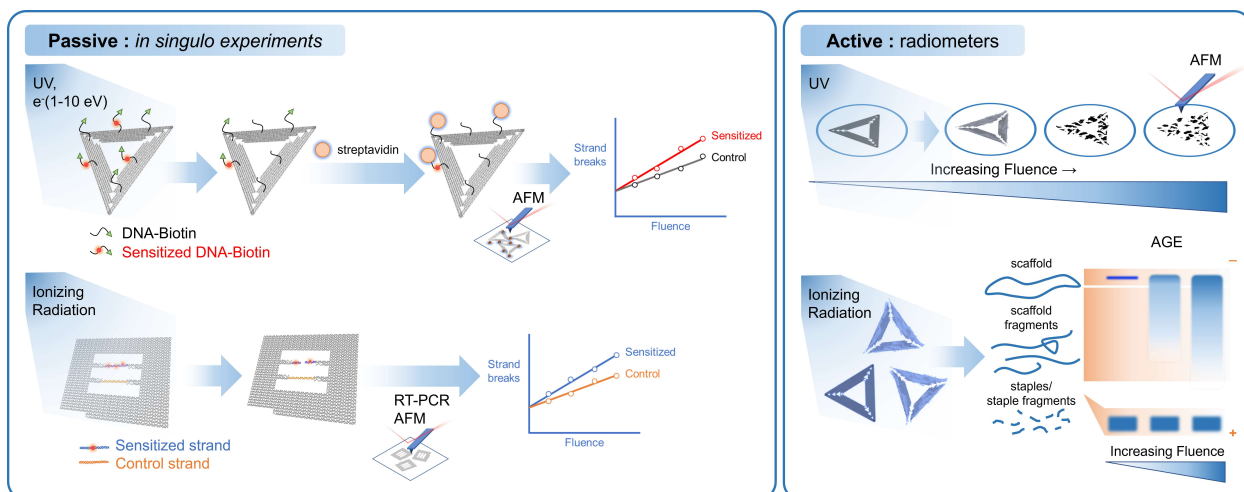 Passive : in singulo experiments
UV,
e-(1-10 eV)
streptavidin
AFM
DNA-Biotin
Sensitized DNA-Biotin
Strand
breaks
Sensitized
Control
Fluence
Ionizing
Radiation
RT-PCR
AFM
Sensitized strand
Control strand
Strand
breaks
Sensitized
Control
Fluence
Active : radiometers
UV
AFM
Increasing Fluence →
Ionizing
Radiation
scaffold
scaffold
fragments
staples/
staple fragments
AGE
−
+
Increasing Fluence